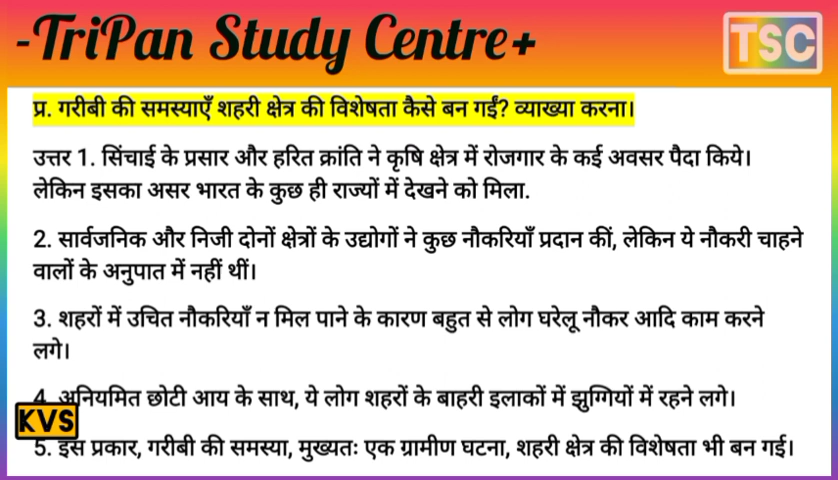 -TriPan Study Centre+
TSC
प्र. गरीबी की समस्याएँ शहरी क्षेत्र की विशेषता कैसे बन गईं? व्याख्या करना।
उत्तर 1. सिंचाई के प्रसार और हरित क्रांति ने कृषि क्षेत्र में रोजगार के कई अवसर पैदा किये।
लेकिन इसका असर भारत के कुछ ही राज्यों में देखने को मिला.
2. सार्वजनिक और निजी दोनों क्षेत्रों के उद्योगों ने कुछ नौकरियाँ प्रदान कीं, लेकिन ये नौकरी चाहने
वालों के अनुपात में नहीं थीं।
3. शहरों में उचित नौकरियाँ न मिल पाने के कारण बहुत से लोग घरेलू नौकर आदि काम करने
लगे।
4. अनियमित छोटी आय के साथ, ये लोग शहरों के बाहरी इलाकों में झुग्गियों में रहने लगे।
KVS
5. इस प्रकार, गरीबी की समस्या, मुख्यतः एक ग्रामीण घटना, शहरी क्षेत्र की विशेषता भी बन गई।